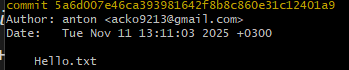 commit 5a6d007e46ca393981642f8b8c860e31c12401a9
Author: anton <acko9213@gmail.com>
Date:   Tue Nov 11 13:11:03 2025 +0300
Hello.txt